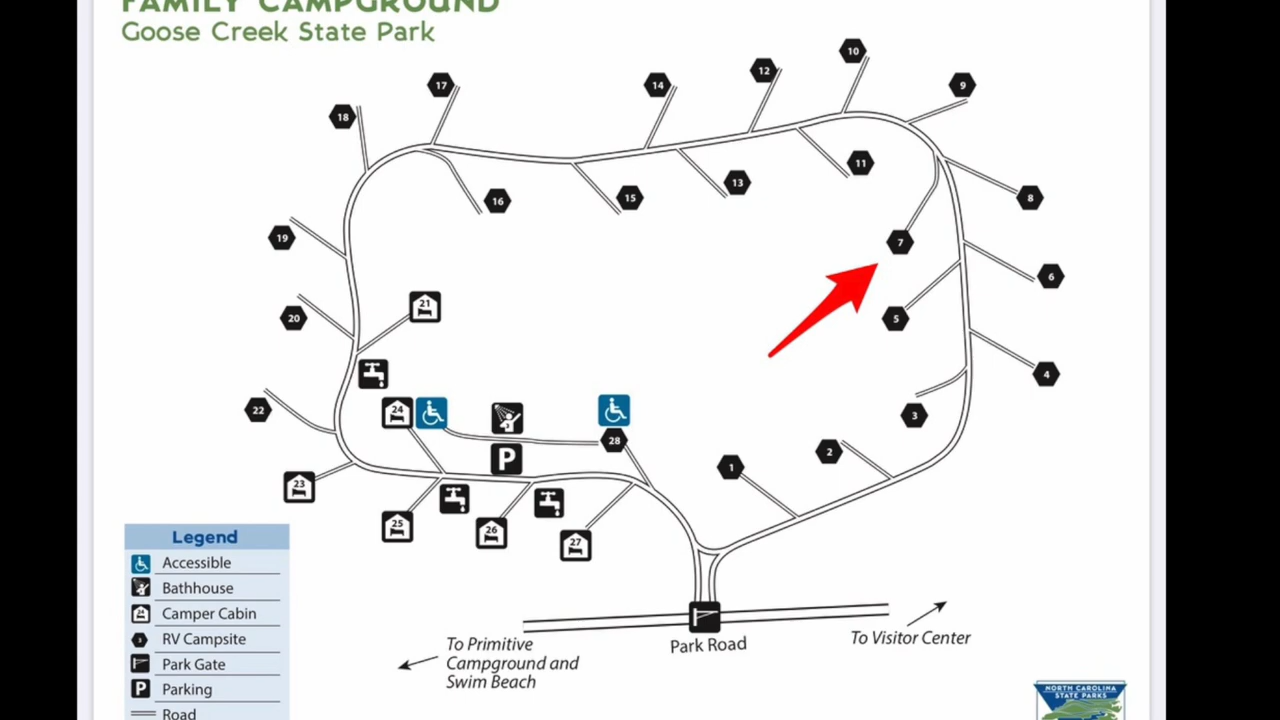 FAMILY CAMPGROUND
Goose Creek State Park
10
17
14
12
9
18
11
13
16
15
8
19
7
6
21
20
5
4
22
24
3
28
2
1
P
23
25
26
27
Legend
Accessible
Bathhouse
24
Camper Cabin
3
RV Campsite
Park Gate
P
Parking
Road
Park Road
To Primitive
Campground and
Swim Beach
To Visitor Center
NORTH CAROLINA
STATE PARKS